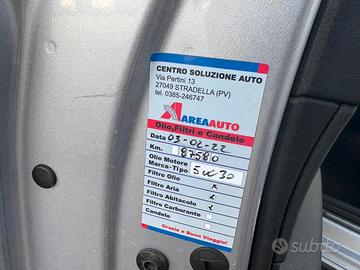 CENTRO SOLUZIONE AUTO
Via Pertini 13
27049 STRADELLA (PV)
tel. 0385-246747
AREAAUTO
Olio, Filtri e Candele
Data 03-02-22
Km. 87580
Olio Motore
Marca-Tipo 5W30
Filtro Olio x
Filtro Aria x
Filtro Abitacolo x
Filtro Carburante
Candele
Grazie e Buon Viaggio!
subito